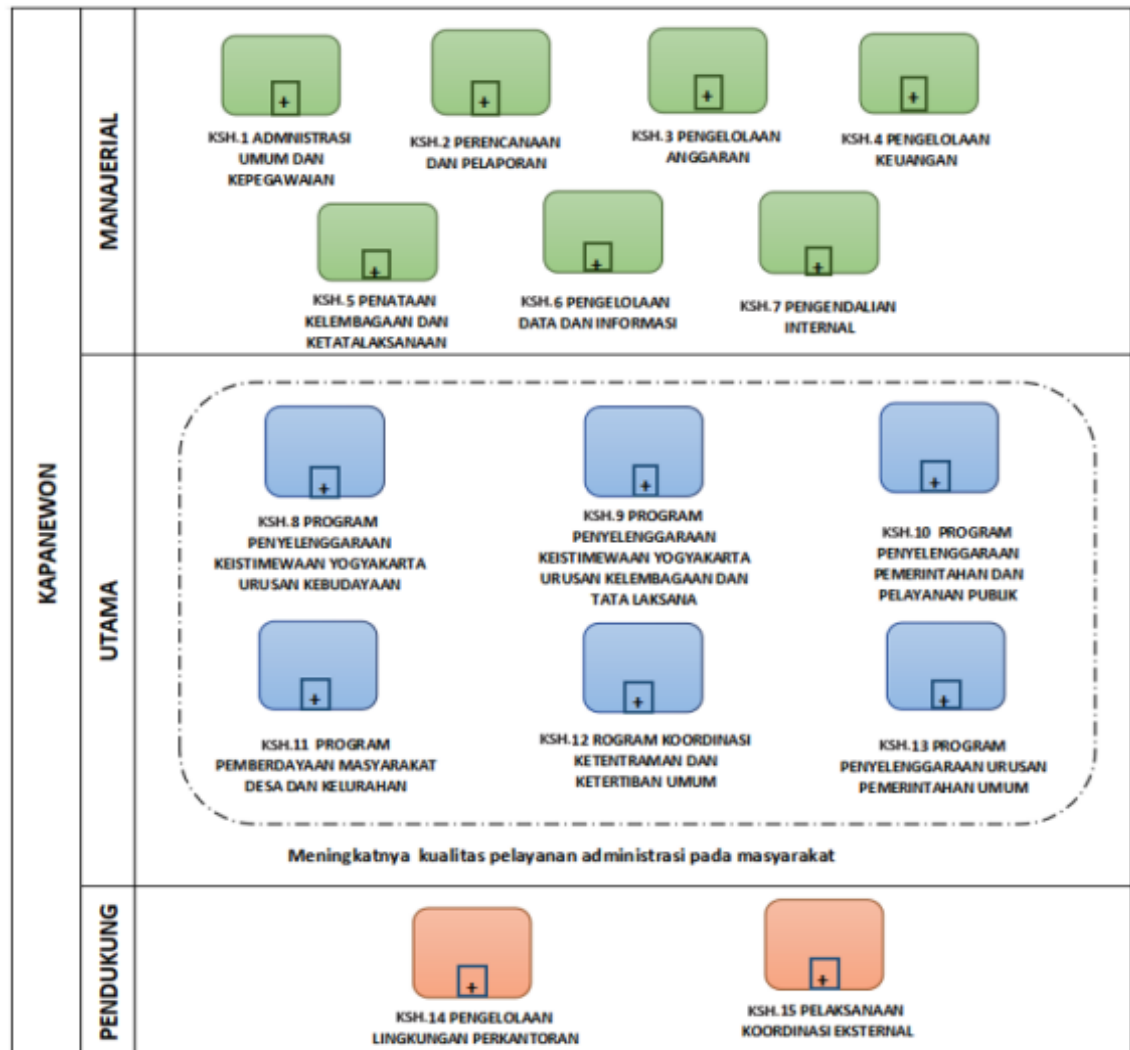 KAPANEWON
MANAJERIAL
+
+
+
+
KSH.1 ADMNISTRASI
UMUM DAN
KEPEGAWAIAN
KSH.2 PERENCANAAN
DAN PELAPORAN
KSH.3 PENGELOLAAN
ANGGARAN
KSH.4 PENGELOLAAN
KEUANGAN
+
+
+
KSH.5 PENATAAN
KELEMBAGAAN DAN
KETATALAKSANAAN
KSH.6 PENGELOLAAN
DATA DAN INFORMASI
KSH.7 PENGENDALIAN
INTERNAL
UTAMA
+
+
+
KSH.8 PROGRAM
PENYELENGGARAAN
KEISTIMEWAAN YOGYAKARTA
URUSAN KEBUDAYAAN
KSH.9 PROGRAM
PENYELENGGARAAN
KEISTIMEWAAN YOGYAKARTA
URUSAN KELEMBAGAAN DAN
TATA LAKSANA
KSH.10 PROGRAM
PENYELENGGARAAN
PEMERINTAHAN DAN
PELAYANAN PUBLIK
+
+
+
KSH.11 PROGRAM
PEMBERDAYAAN MASYARAKAT
DESA DAN KELURAHAN
KSH.12 ROGRAM KOORDINASI
KETENTRAMAN DAN
KETERTIBAN UMUM
KSH.13 PROGRAM
PENYELENGGARAAN URUSAN
PEMERINTAHAN UMUM
Meningkatnya kualitas pelayanan administrasi pada masyarakat
PENDUKUNG
+
+
KSH.14 PENGELOLAAN
LINGKUNGAN PERKANTORAN
KSH.15 PELAKSANAAN
KOORDINASI EKSTERNAL